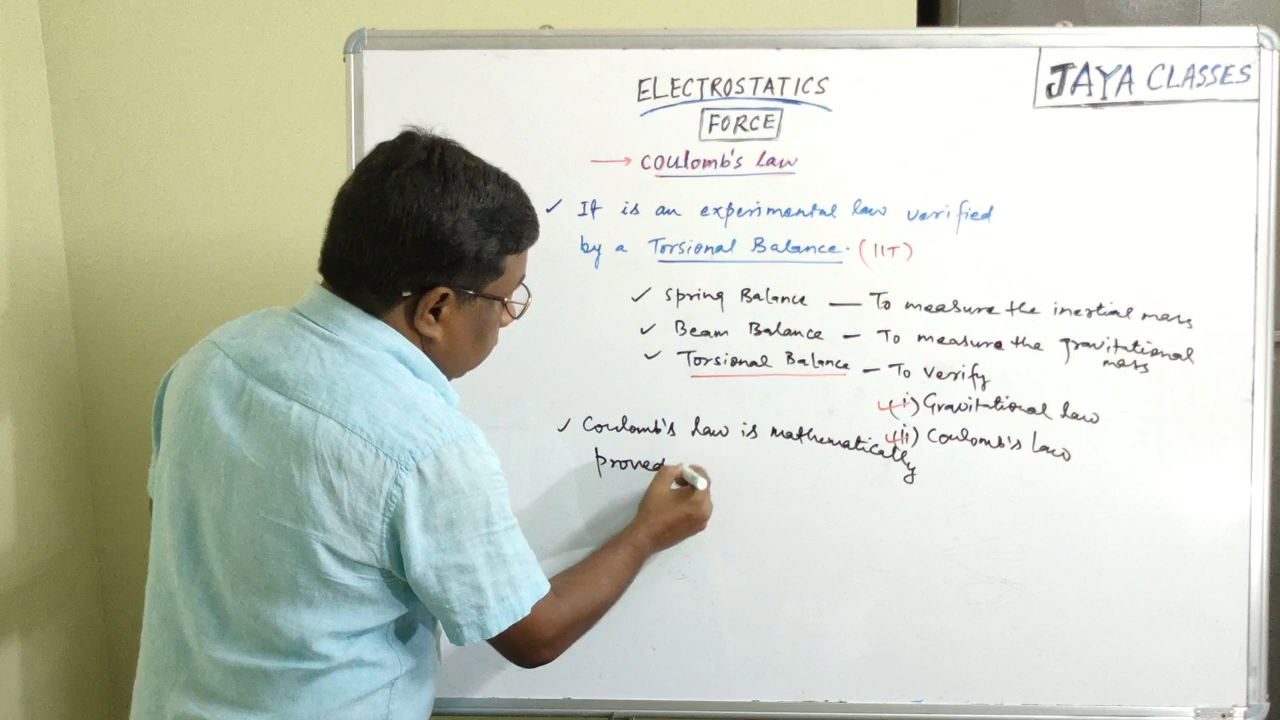 JAYA CLASSES
ELECTROSTATICS
FORCE
→ Coulomb's Law
✓ It is an experimental law verified
by a Torsional Balance. (IIT)
✓ Spring Balance — To measure the inertial mass
✓ Beam Balance — To measure the gravitational
mass
✓ Torsional Balance — To verify
(i) Gravitational Law
(ii) Coulomb's Law
✓ Coulomb's Law is mathematically
proved